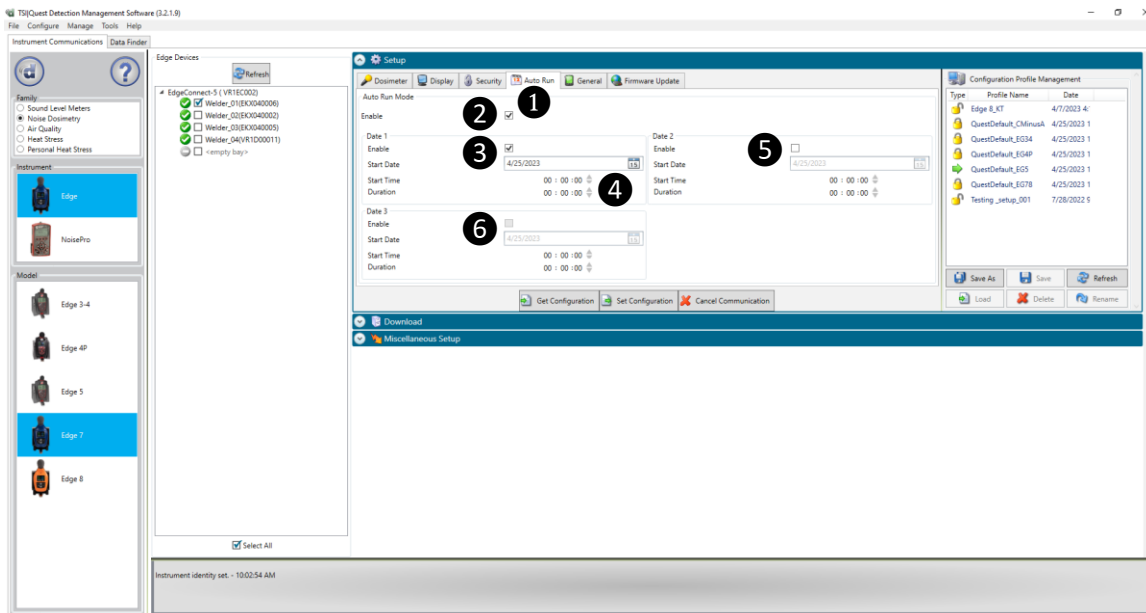 TSI|Quest Detection Management Software (3.2.1.9)
File Configure Manage Tools Help
Instrument Communications Data Finder
Family
Sound Level Meters
Noise Dosimetry
Air Quality
Heat Stress
Personal Heat Stress
Instrument
Edge
NoisePro
Model
Edge 3-4
Edge 4P
Edge 5
Edge 7
Edge 8
Edge Devices
Refresh
EdgeConnect-5 ( VR1EC002)
Welder_01(EKX040006)
Welder_02(EKX040002)
Welder_03(EKX040005)
Welder_04(VR1D00011)
<empty bay>
Select All
Setup
Dosimeter Display Security Auto Run General Firmware Update
1
Auto Run Mode
Enable 2
Date 1
Enable 3
Start Date 4/25/2023 15
Start Time 00 : 00 :00
Duration 00 : 00 :00 4
Date 2
Enable 5
Start Date 4/25/2023 15
Start Time 00 : 00 :00
Duration 00 : 00 :00
Date 3
Enable 6
Start Date 4/25/2023 15
Start Time 00 : 00 :00
Duration 00 : 00 :00
Get Configuration Set Configuration Cancel Communication
Download
Miscellaneous Setup
Configuration Profile Management
Type Profile Name Date
Edge 8_KT 4/7/2023 4:
QuestDefault_CMinusA 4/25/2023 1
QuestDefault_EG34 4/25/2023 1
QuestDefault_EG4P 4/25/2023 1
QuestDefault_EG5 4/25/2023 1
QuestDefault_EG78 4/25/2023 1
Testing _setup_001 7/28/2022 9
Save As Save Refresh
Load Delete Rename
Instrument identity set. - 10:02:54 AM